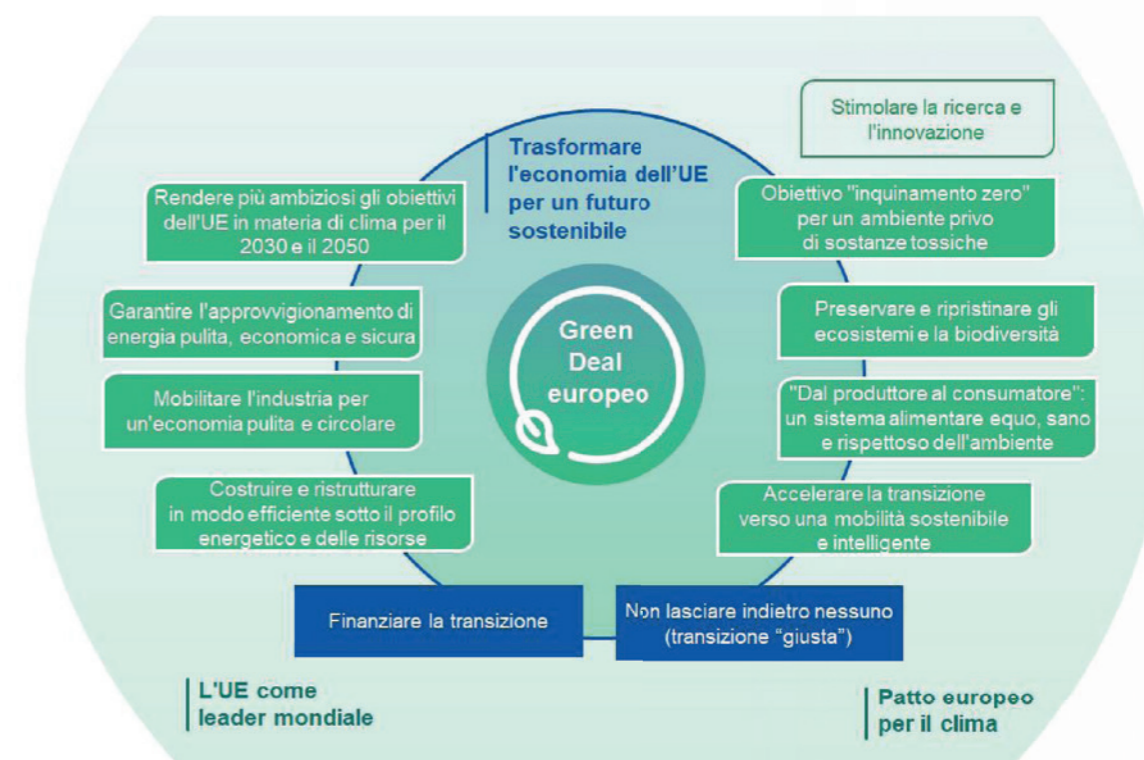 Stimolare la ricerca e
l'innovazione
Trasformare
l'economia dell'UE
per un futuro
sostenibile
Rendere più ambiziosi gli obiettivi
dell'UE in materia di clima per il
2030 e il 2050
Obiettivo "inquinamento zero"
per un ambiente privo
di sostanze tossiche
Garantire l'approvvigionamento di
energia pulita, economica e sicura
Preservare e ripristinare gli
ecosistemi e la biodiversità
Green
Deal
europeo
Mobilitare l'industria per
un'economia pulita e circolare
"Dal produttore al consumatore":
un sistema alimentare equo, sano
e rispettoso dell'ambiente
Costruire e ristrutturare
in modo efficiente sotto il profilo
energetico e delle risorse
Accelerare la transizione
verso una mobilità sostenibile
e intelligente
Finanziare la transizione
Non lasciare indietro nessuno
(transizione “giusta”)
L'UE come
leader mondiale
Patto europeo
per il clima